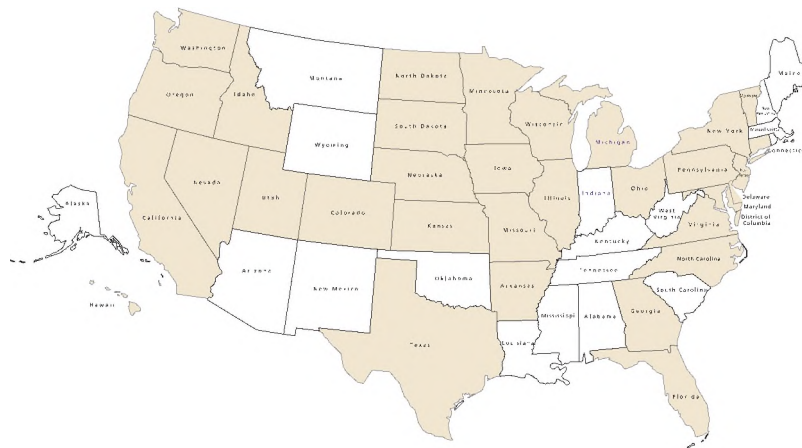 Washington
Montana
North Dakota
Minnesota
Maine
Oregon
Idaho
Wisconsin
South Dakota
New York
Wyoming
Michigan
Massachusetts
Connecticut
Iowa
Nebraska
Pennsylvania
Nevada
Utah
Illinois
Indiana
Ohio
Delaware
Maryland
Colorado
Kansas
Missouri
West
Virginia
Virginia
District of
Columbia
Alaska
California
Kentucky
North Carolina
Tennessee
Arizona
New Mexico
Oklahoma
Arkansas
South Carolina
Hawaii
Mississippi
Alabama
Georgia
Texas
Louisiana
Florida